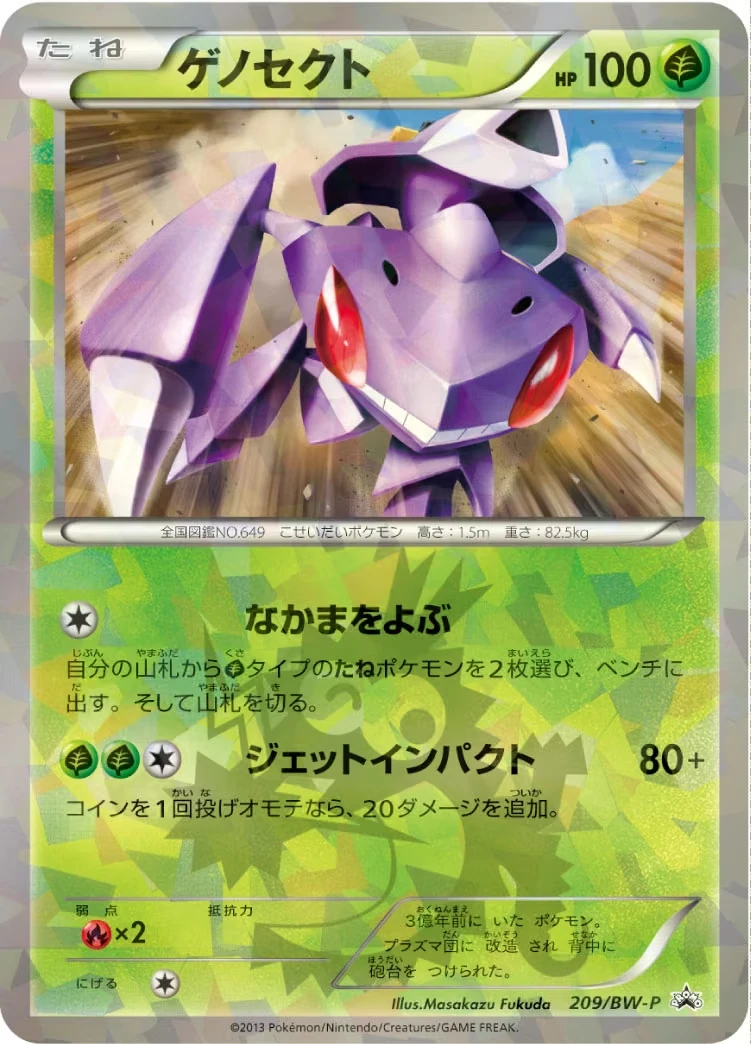 たね
ゲノセクト
HP 100
全国図鑑NO.649 こせいだいポケモン 高さ：1.5m 重さ：82.5kg
なかまをよぶ
自分の山札からタイプのたねポケモンを2枚選び、ベンチに
出す。そして山札を切る。
ジェットインパクト 80+
コインを1回投げオモテなら、20ダメージを追加。
弱点 抵抗力
×2
にげる
3億年前に いた ポケモン。
プラズマ団に 改造 され 背中に
砲台を つけられた。
Illus.Masakazu Fukuda 209/BW-P
©2013 Pokémon/Nintendo/Creatures/GAME FREAK.